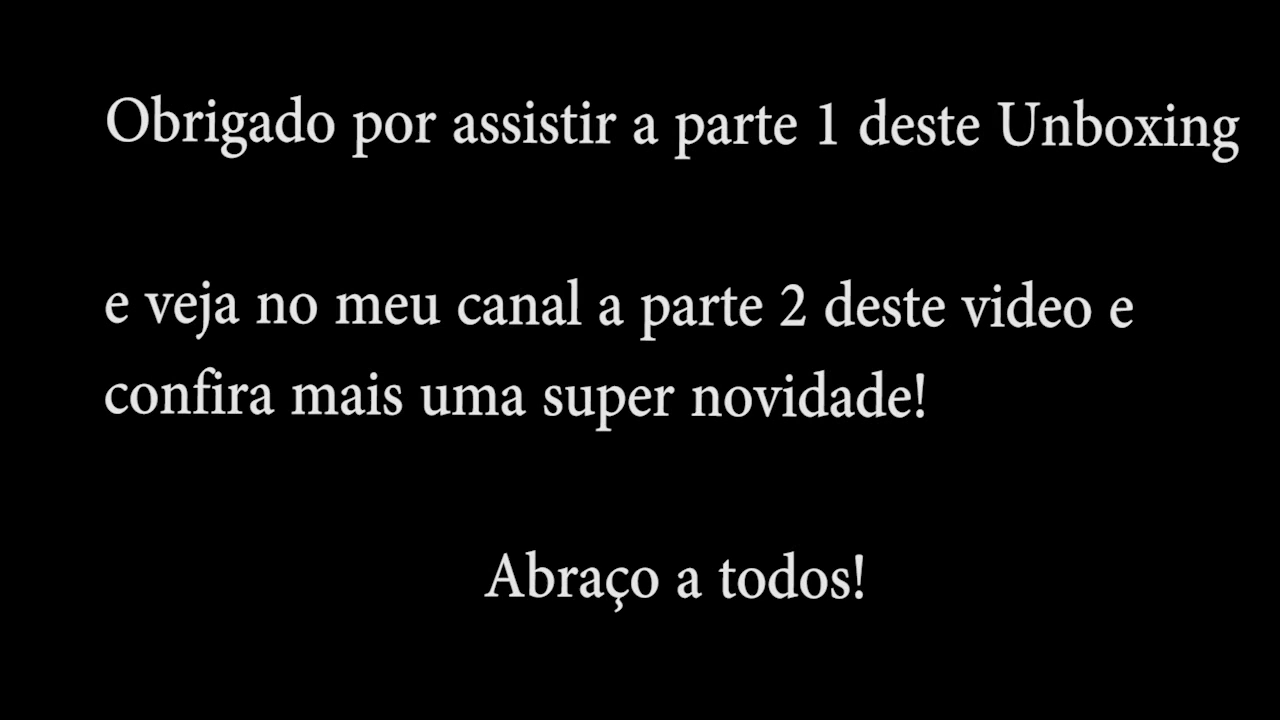 Obrigado por assistir a parte 1 deste Unboxing
e veja no meu canal a parte 2 deste video e
confira mais uma super novidade!
Abraço a todos!